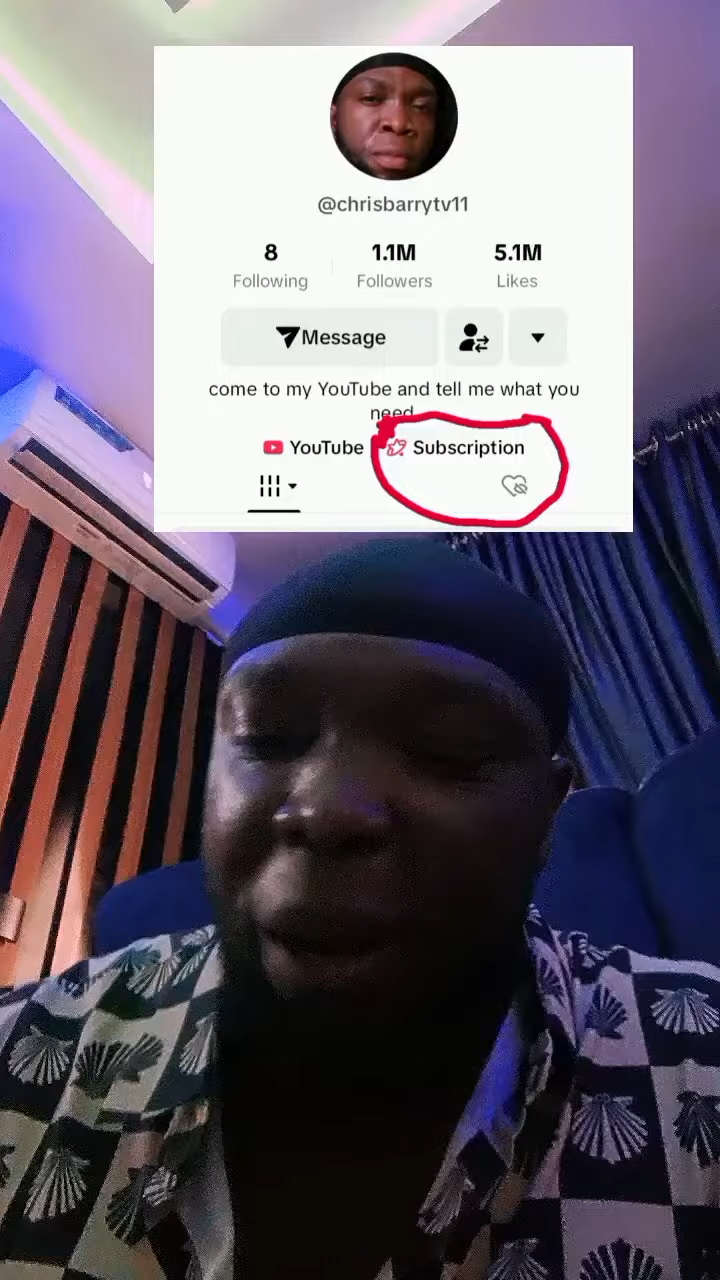 @chrisbarrytv11
8 1.1M 5.1M
Following Followers Likes
Message
come to my YouTube and tell me what you
need
YouTube Subscription